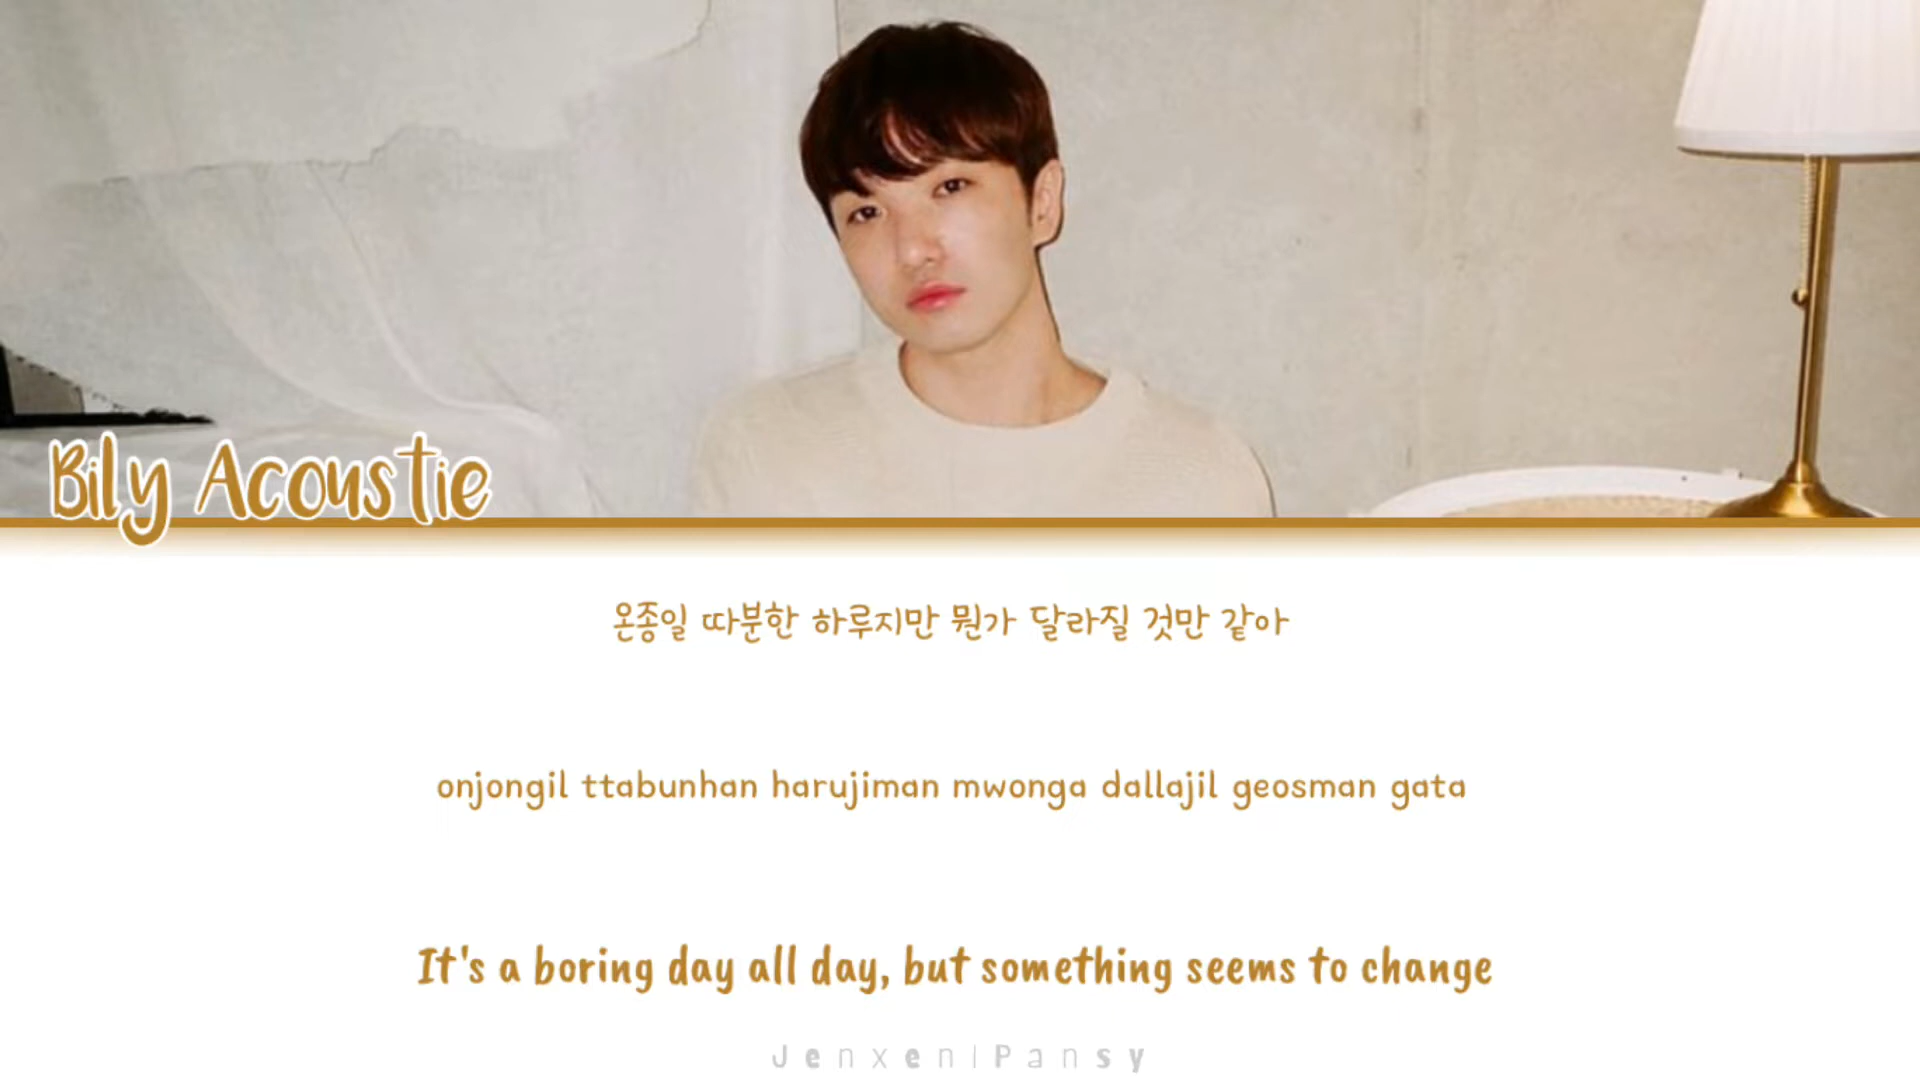 Bily Acoustie
온종일 따분한 하루지만 뭔가 달라질 것만 같아
onjongil ttabunhan harujiman mwonga dallajil geosman gata
It's a boring day all day, but something seems to change
Jenxen|Pansy